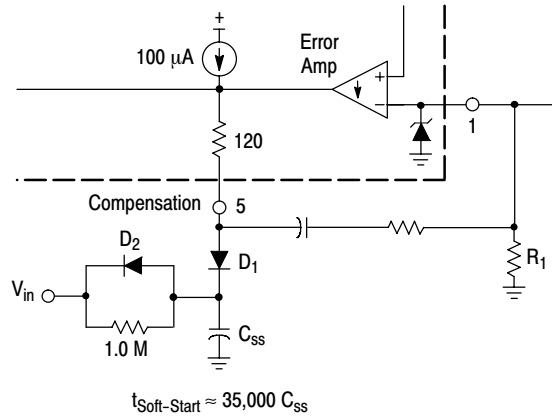 +
100 µA
Error
Amp
+
−
1
120
Compensation
5
D2
D1
R1
Vin
1.0 M
Css
tSoft−Start ≈ 35,000 Css